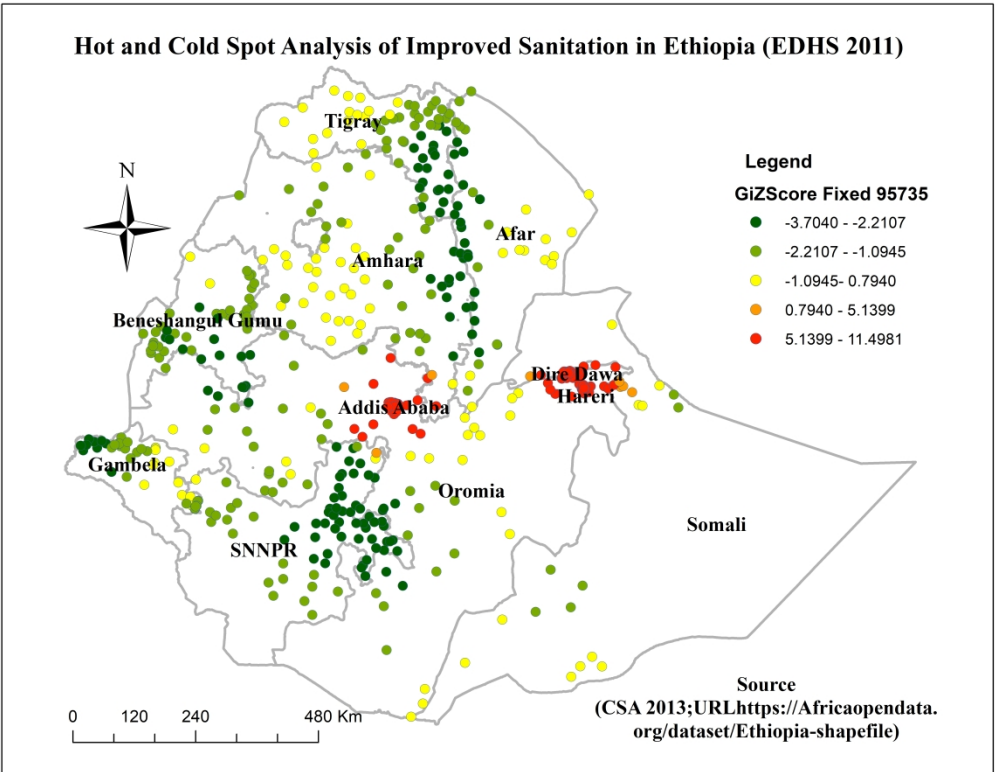 Hot and Cold Spot Analysis of Improved Sanitation in Ethiopia (EDHS 2011)
N
Tigray
Afar
Amhara
Beneshangul Gumu
Dire Dawa
Hareri
Addis Ababa
Gambela
Oromia
Somali
SNNPR
Legend
GiZScore Fixed 95735
-3.7040 - -2.2107
-2.2107 - -1.0945
-1.0945- 0.7940
0.7940 - 5.1399
5.1399 - 11.4981
0 120 240 480 Km
Source
(CSA 2013;URLhttps://Africaopendata.
org/dataset/Ethiopia-shapefile)